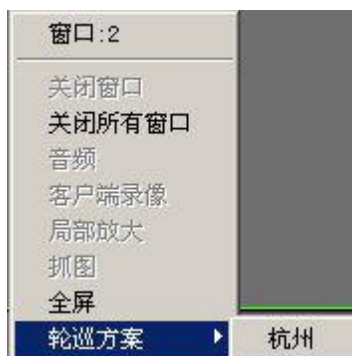 窗口:2
关闭窗口
关闭所有窗口
音频
客户端录像
局部放大
抓图
全屏
轮巡方案
杭州